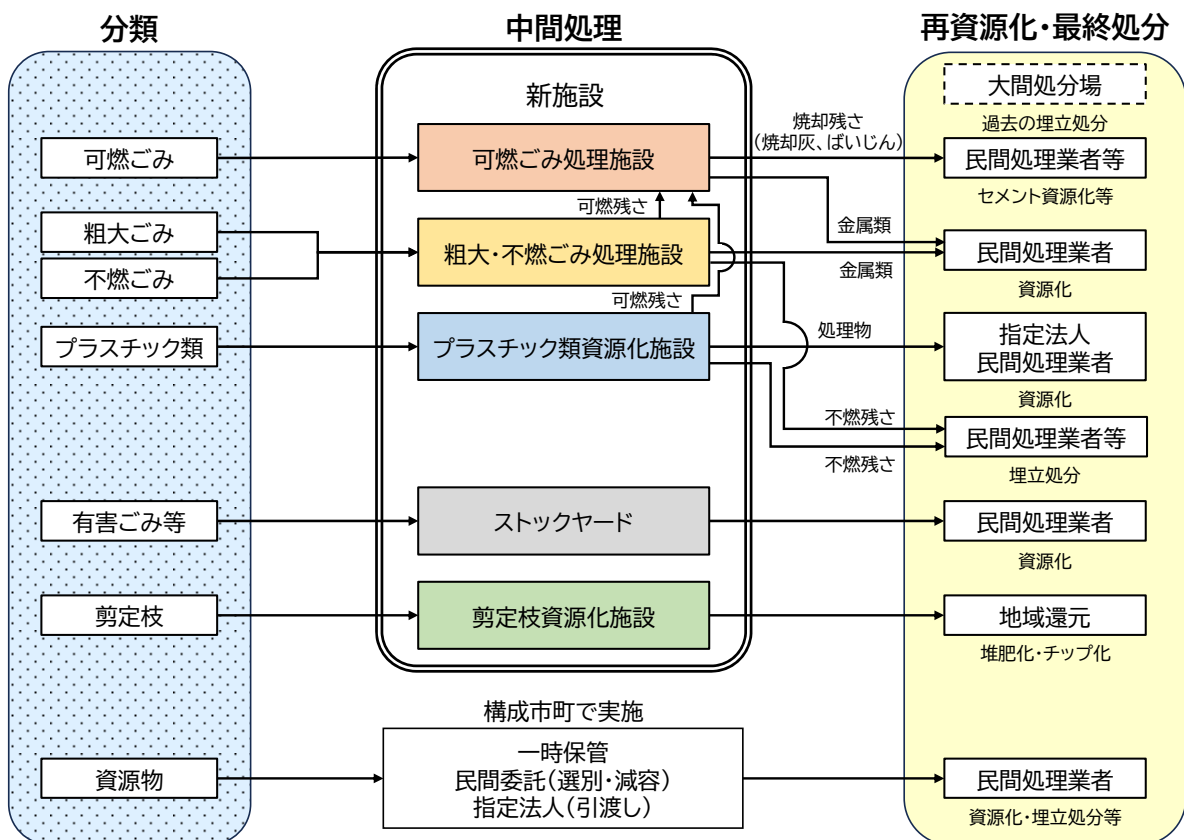 分類
中間処理
再資源化・最終処分
新施設
大間処分場
過去の埋立処分
可燃ごみ
可燃ごみ処理施設
焼却残さ
（焼却灰、ばいじん）
民間処理業者等
セメント資源化等
可燃残さ
金属類
粗大ごみ
不燃ごみ
粗大・不燃ごみ処理施設
金属類
民間処理業者
資源化
可燃残さ
プラスチック類
プラスチック類資源化施設
処理物
指定法人
民間処理業者
資源化
不燃残さ
不燃残さ
民間処理業者等
埋立処分
有害ごみ等
ストックヤード
民間処理業者
資源化
剪定枝
剪定枝資源化施設
地域還元
堆肥化・チップ化
構成市町で実施
資源物
一時保管
民間委託（選別・減容）
指定法人（引渡し）
民間処理業者
資源化・埋立処分等